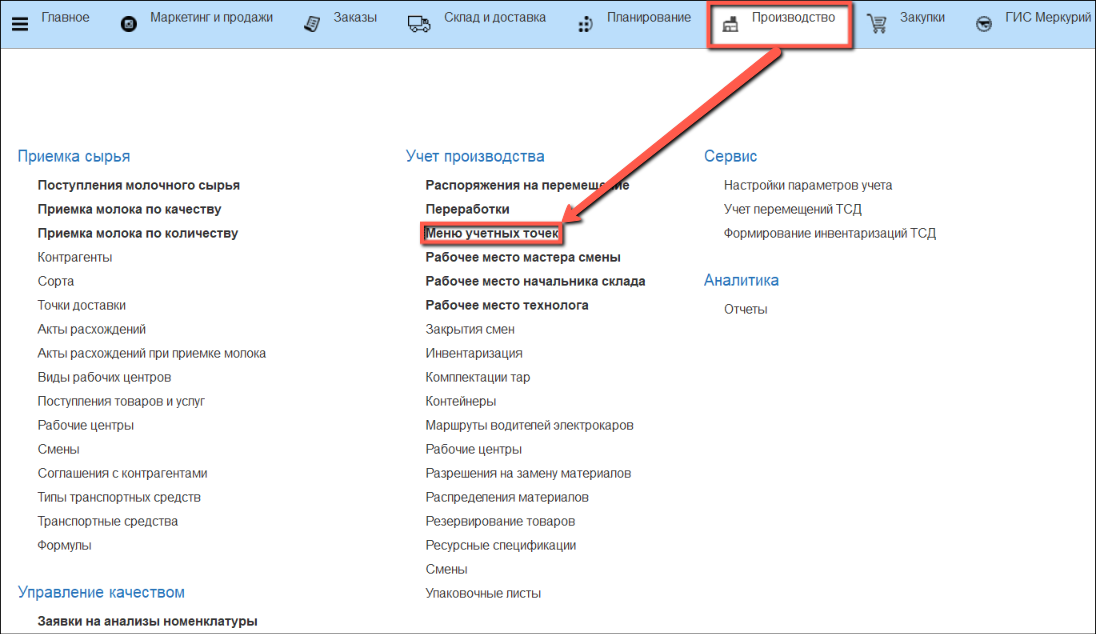 Главное
Маркетинг и продажи
Заказы
Склад и доставка
Планирование
Производство
Закупки
ГИС Меркурий
Приемка сырья
Поступления молочного сырья
Приемка молока по качеству
Приемка молока по количеству
Контрагенты
Сорта
Точки доставки
Акты расхождений
Акты расхождений при приемке молока
Виды рабочих центров
Поступления товаров и услуг
Рабочие центры
Смены
Соглашения с контрагентами
Типы транспортных средств
Транспортные средства
Формулы
Управление качеством
Заявки на анализы номенклатуры
Учет производства
Распоряжения на перемещение
Переработки
Меню учетных точек
Рабочее место мастера смены
Рабочее место начальника склада
Рабочее место технолога
Закрытия смен
Инвентаризация
Комплектации тар
Контейнеры
Маршруты водителей электрокаров
Рабочие центры
Разрешения на замену материалов
Распределения материалов
Резервирование товаров
Ресурсные спецификации
Смены
Упаковочные листы
Сервис
Настройки параметров учета
Учет перемещений ТСД
Формирование инвентаризаций ТСД
Аналитика
Отчеты